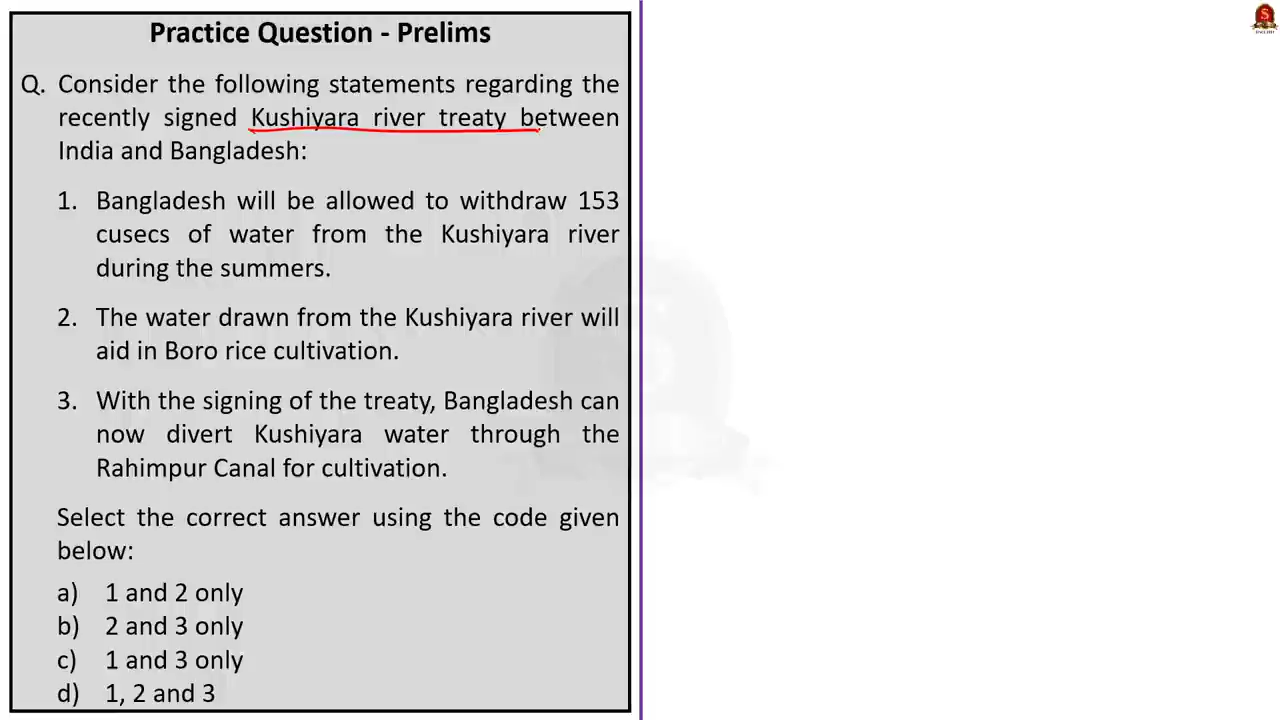 Practice Question - Prelims
Q. Consider the following statements regarding the
recently signed Kushiyara river treaty between
India and Bangladesh:
1. Bangladesh will be allowed to withdraw 153
cusecs of water from the Kushiyara river
during the summers.
2. The water drawn from the Kushiyara river will
aid in Boro rice cultivation.
3. With the signing of the treaty, Bangladesh can
now divert Kushiyara water through the
Rahimpur Canal for cultivation.
Select the correct answer using the code given
below:
a) 1 and 2 only
b) 2 and 3 only
c) 1 and 3 only
d) 1, 2 and 3